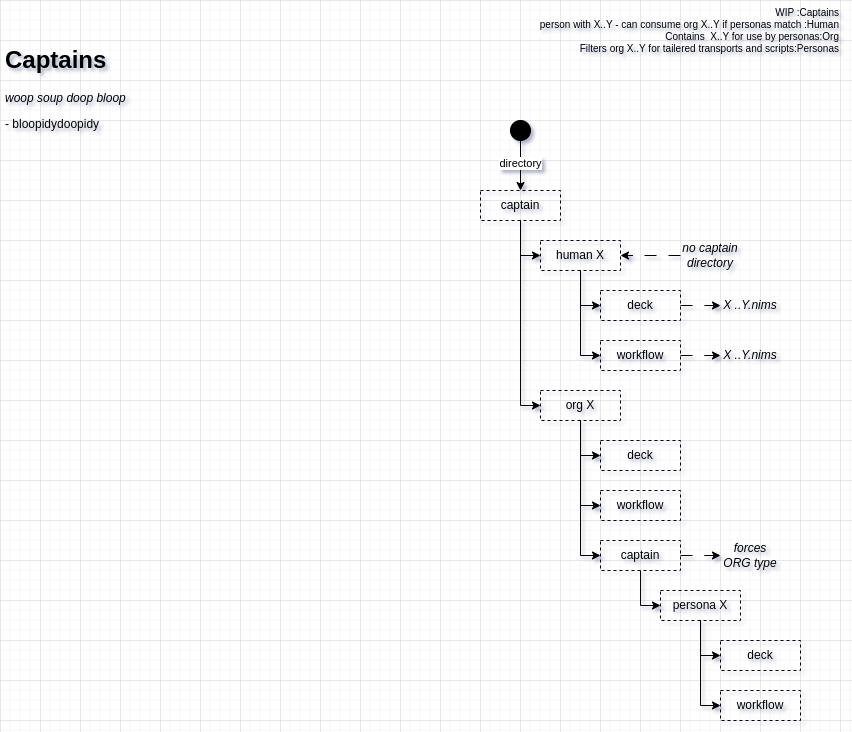 WIP :Captains
person with X..Y - can consume org X..Y if personas match :Human
Contains  X..Y for use by personas:Org
Filters org X..Y for tailered transports and scripts:Personas
Captains
woop soup doop bloop
- bloopidydoopidy
directory
captain
human X
no captain
directory
deck
X ..Y.nims
workflow
X ..Y.nims
org X
deck
workflow
captain
forces
ORG type
persona X
deck
workflow